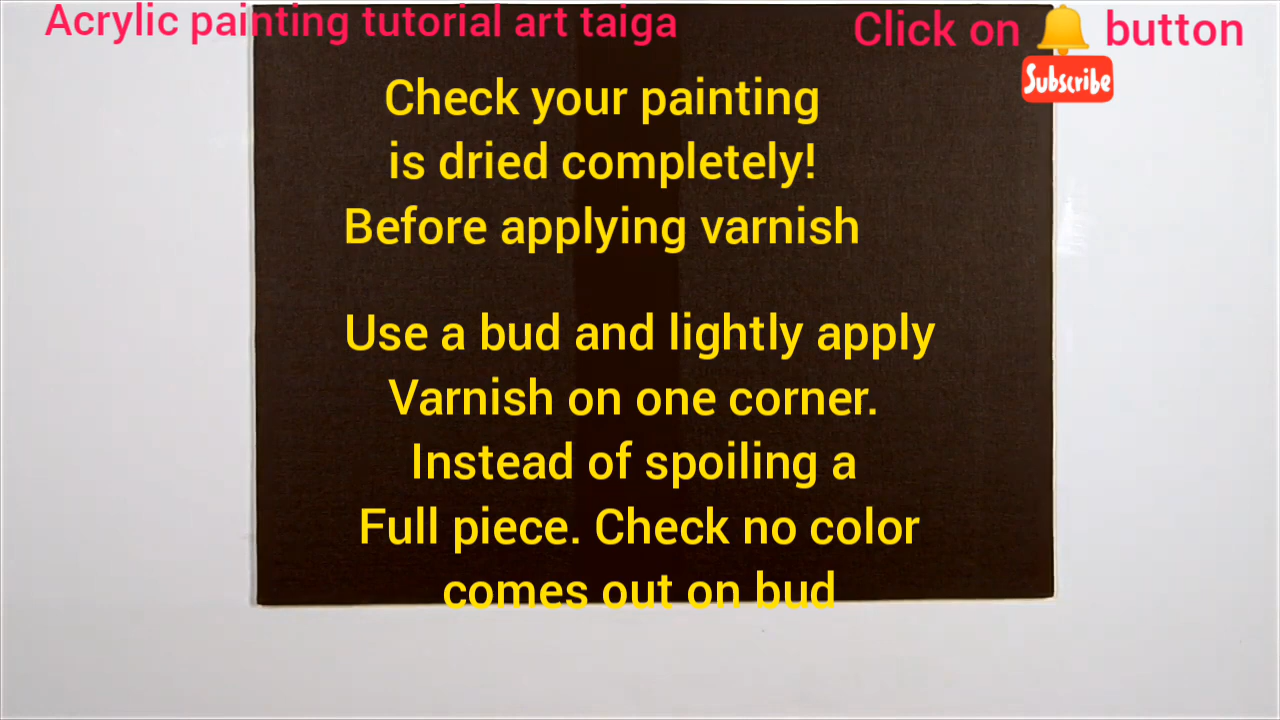 Acrylic painting tutorial art taiga
Click on 🔔 button
Subscribe
Check your painting
is dried completely!
Before applying varnish
Use a bud and lightly apply
Varnish on one corner.
Instead of spoiling a
Full piece. Check no color
comes out on bud